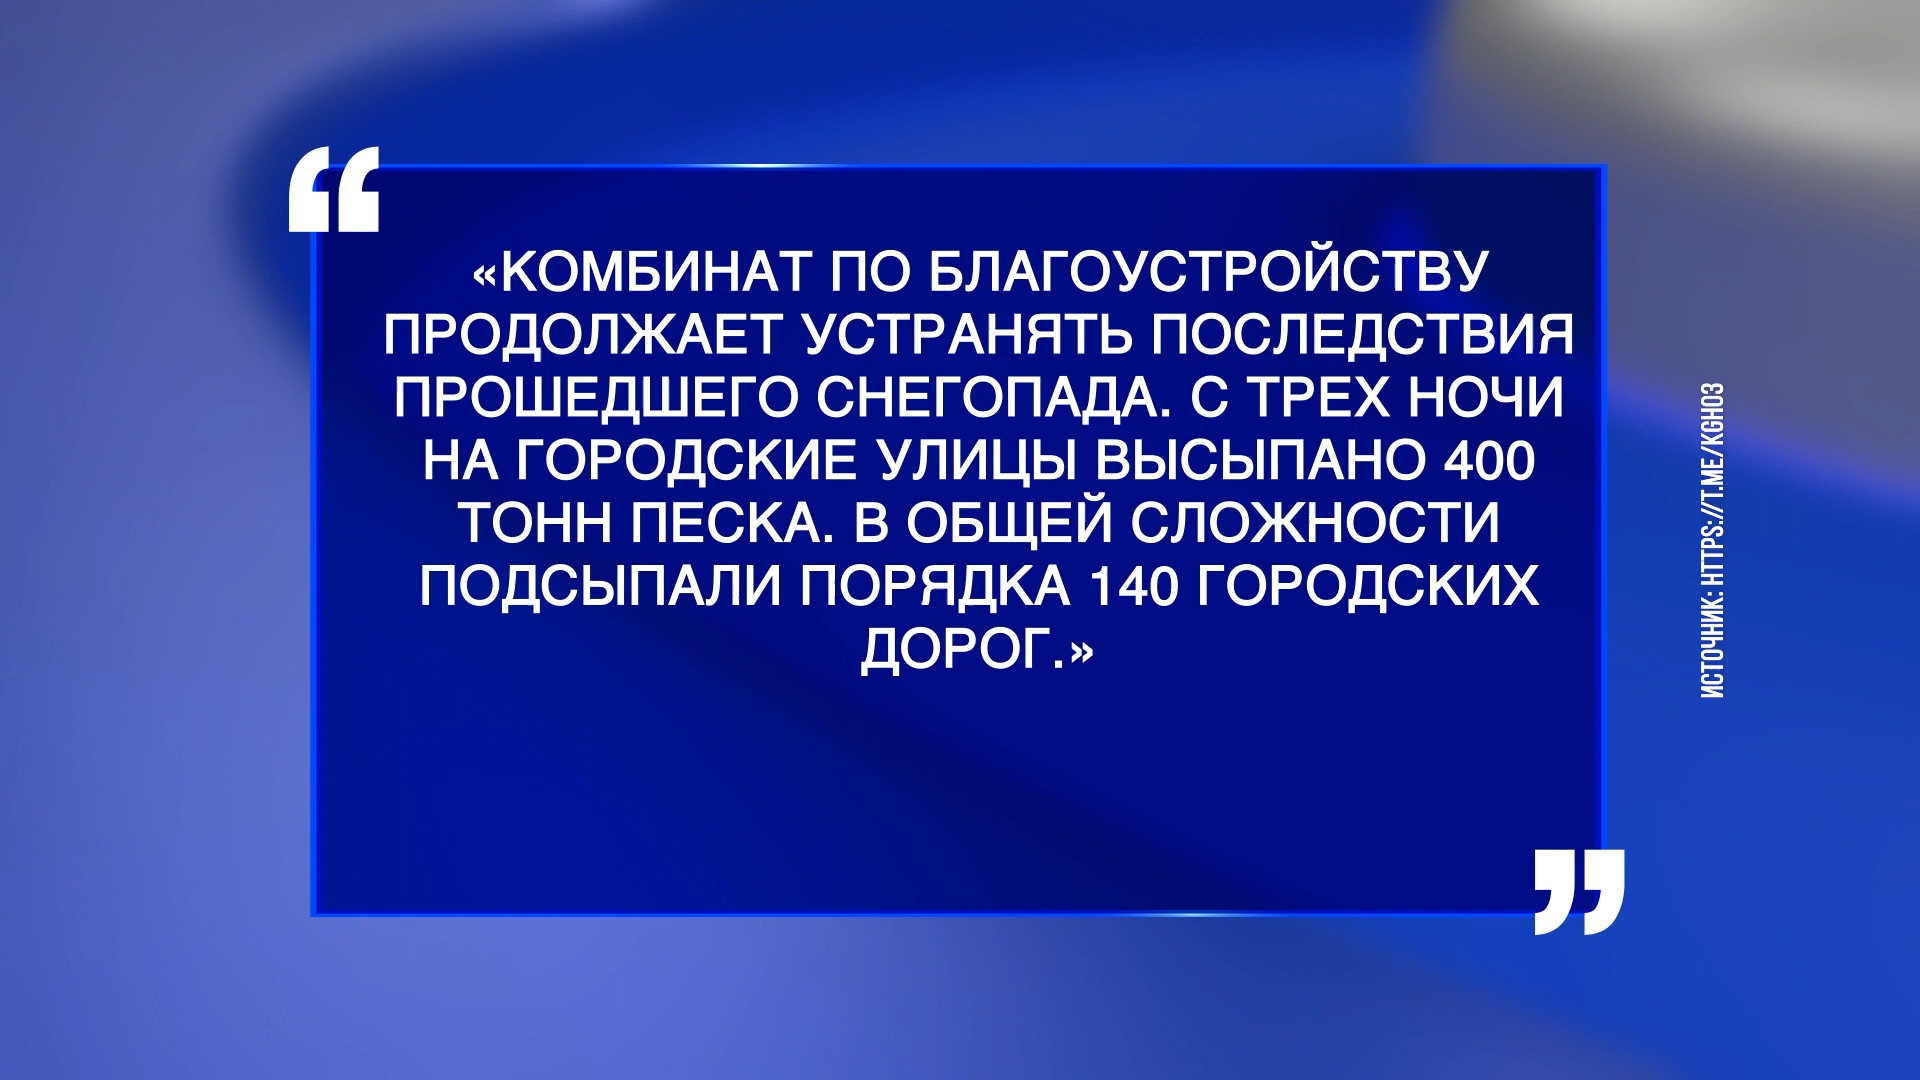 «КОМБИНАТ ПО БЛАГОУСТРОЙСТВУ
ПРОДОЛЖАЕТ УСТРАНЯТЬ ПОСЛЕДСТВИЯ
ПРОШЕДШЕГО СНЕГОПАДА. С ТРЕХ НОЧИ
НА ГОРОДСКИЕ УЛИЦЫ ВЫСЫПАНО 400
ТОНН ПЕСКА. В ОБЩЕЙ СЛОЖНОСТИ
ПОДСЫПАЛИ ПОРЯДКА 140 ГОРОДСКИХ
ДОРОГ.»
ИСТОЧНИК: HTTPS://T.ME/KGH03